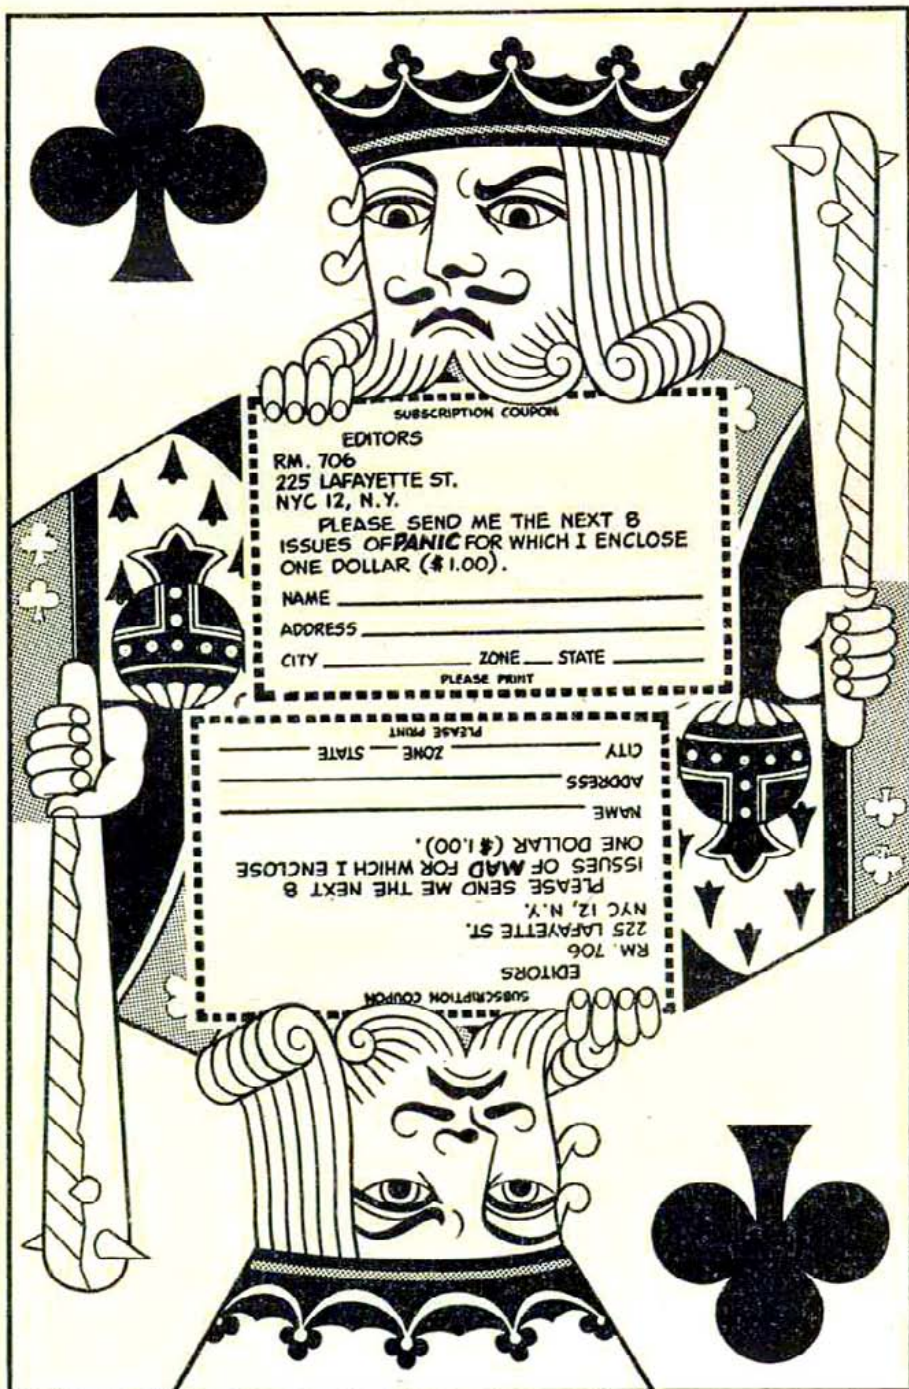 SUBSCRIPTION COUPON
EDITORS
RM. 706
225 LAFAYETTE ST.
NYC 12, N.Y.
PLEASE SEND ME THE NEXT 8
ISSUES OF PANIC FOR WHICH I ENCLOSE
ONE DOLLAR ($1.00).
NAME
ADDRESS
CITY ZONE STATE
PLEASE PRINT
SUBSCRIPTION COUPON
EDITORS
RM. 706
225 LAFAYETTE ST.
NYC 12, N.Y.
PLEASE SEND ME THE NEXT 8
ISSUES OF MAD FOR WHICH I ENCLOSE
ONE DOLLAR ($1.00).
NAME
ADDRESS
CITY ZONE STATE
PLEASE PRINT